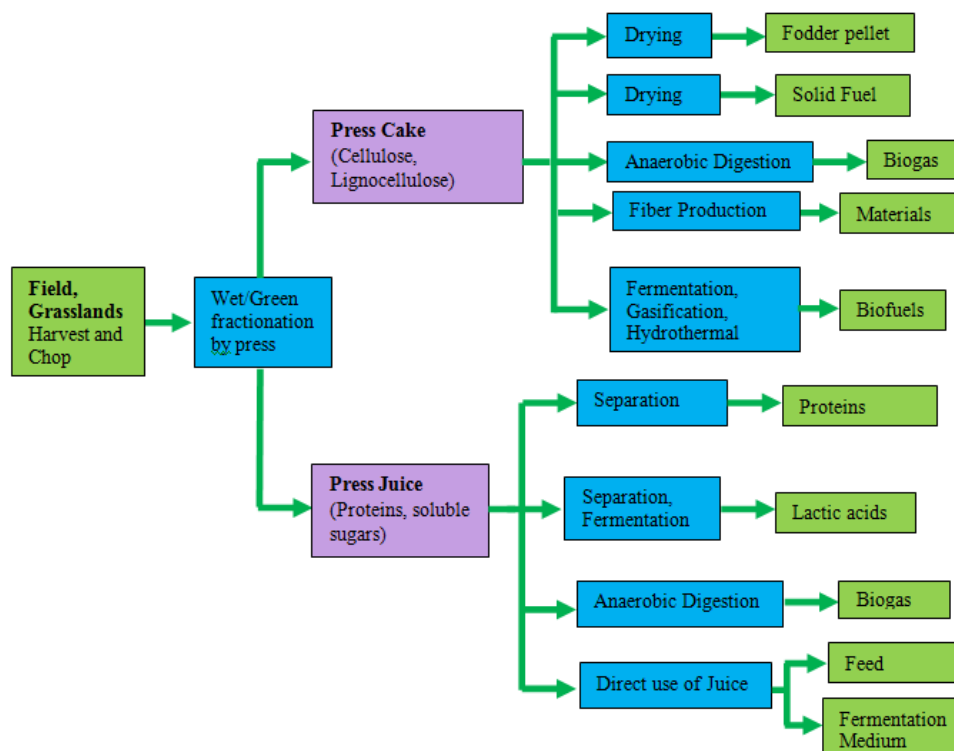 Drying
Fodder pellet
Drying
Solid Fuel
Press Cake
(Cellulose,
Lignocellulose)
Anaerobic Digestion
Biogas
Fiber Production
Materials
Field,
Grasslands
Harvest and
Chop
Wet/Green
fractionation
by press
Fermentation,
Gasification,
Hydrothermal
Biofuels
Separation
Proteins
Press Juice
(Proteins, soluble
sugars)
Separation,
Fermentation
Lactic acids
Anaerobic Digestion
Biogas
Direct use of Juice
Feed
Fermentation
Medium